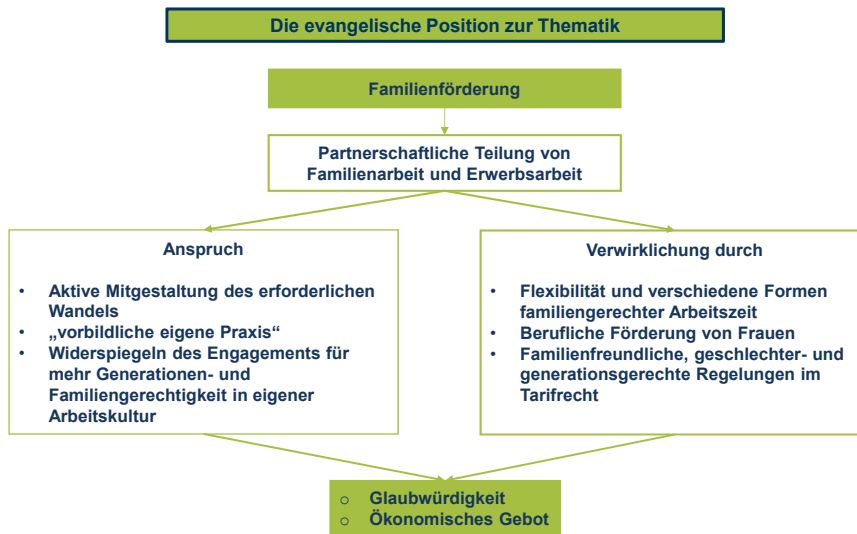 Die evangelische Position zur Thematik
Familienförderung
Partnerschaftliche Teilung von
Familienarbeit und Erwerbsarbeit
Anspruch
• Aktive Mitgestaltung des erforderlichen
Wandels
• „vorbildliche eigene Praxis“
• Widerspiegeln des Engagements für
mehr Generationen- und
Familiengerechtigkeit in eigener
Arbeitskultur
Verwirklichung durch
• Flexibilität und verschiedene Formen
familiengerechter Arbeitszeit
• Berufliche Förderung von Frauen
• Familienfreundliche, geschlechter- und
generationsgerechte Regelungen im
Tarifrecht
o Glaubwürdigkeit
o Ökonomisches Gebot